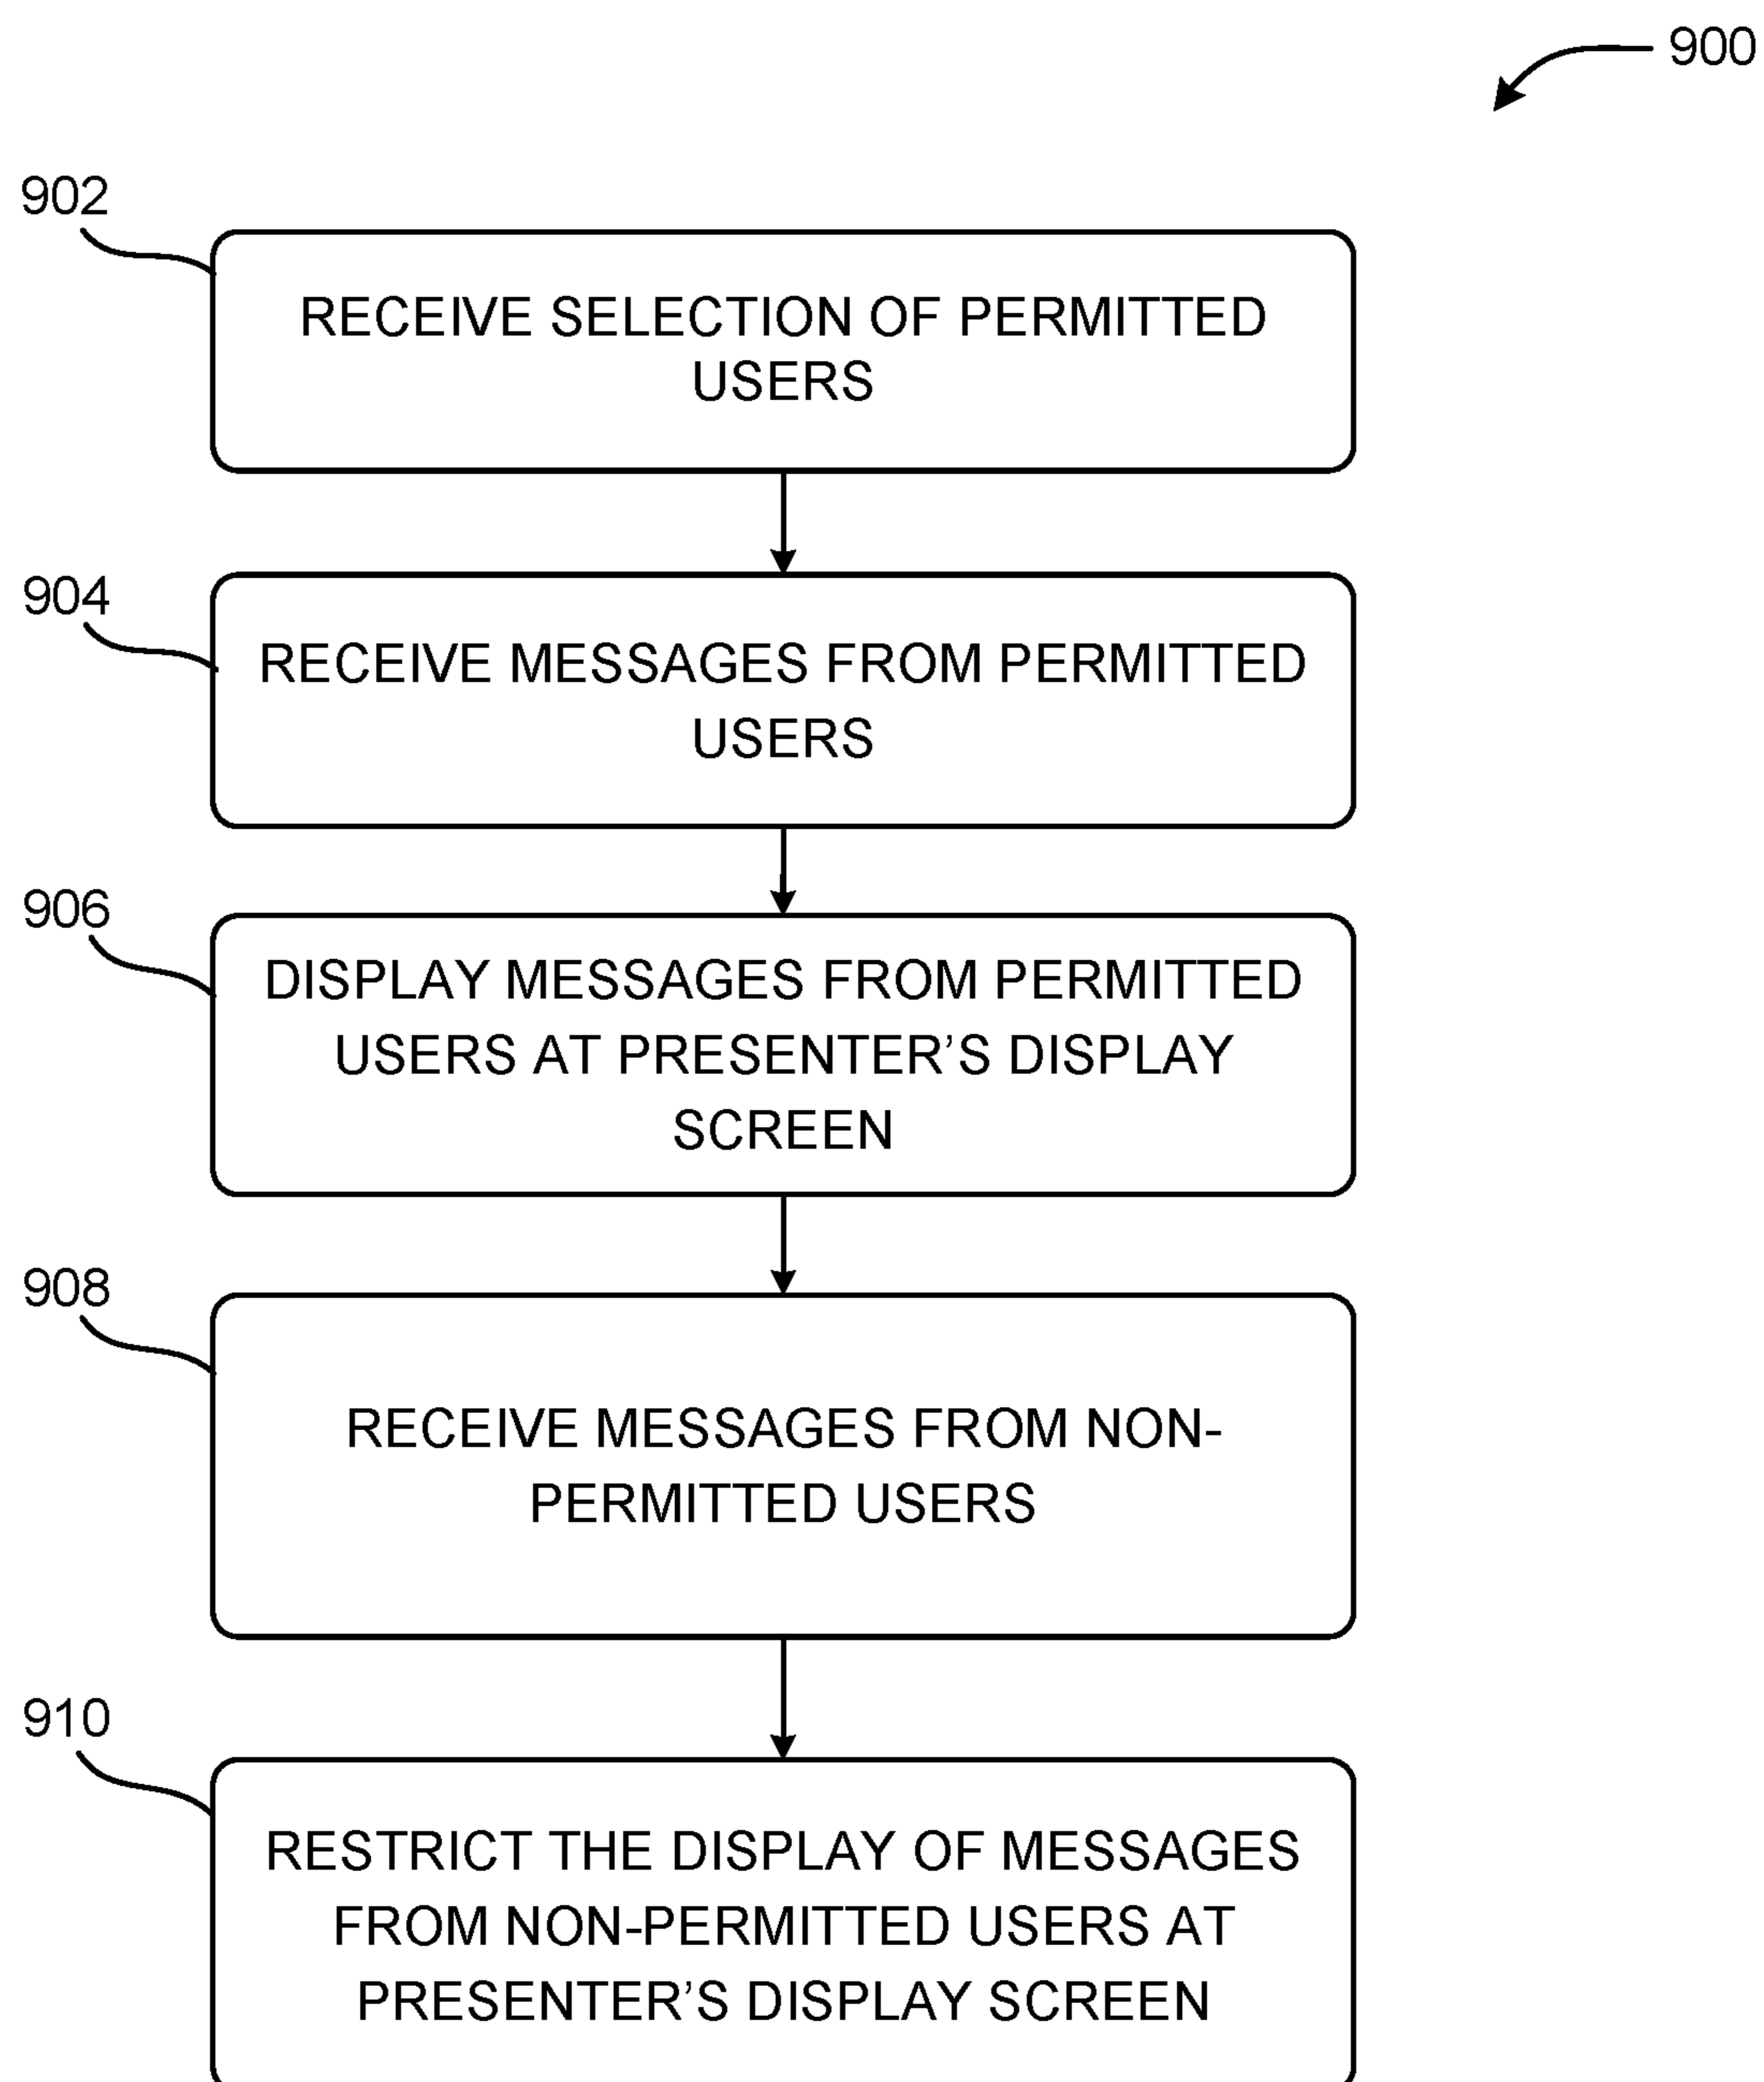 900
902
RECEIVE SELECTION OF PERMITTED
USERS
904
RECEIVE MESSAGES FROM PERMITTED
USERS
906
DISPLAY MESSAGES FROM PERMITTED
USERS AT PRESENTER’S DISPLAY
SCREEN
908
RECEIVE MESSAGES FROM NON-
PERMITTED USERS
910
RESTRICT THE DISPLAY OF MESSAGES
FROM NON-PERMITTED USERS AT
PRESENTER’S DISPLAY SCREEN